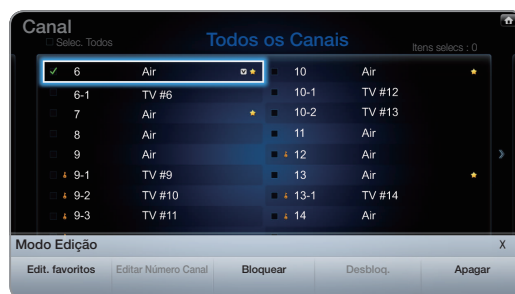 Canal
Selec. Todos
Todos os Canais
Itens selecs : 0
6 Air
6-1 TV #6
7 Air
8 Air
9 Air
9-1 TV #9
9-2 TV #10
9-3 TV #11
10 Air
10-1 TV #12
10-2 TV #13
11 Air
12 Air
13 Air
13-1 TV #14
14 Air
Modo Edição X
Edit. favoritos Editar Número Canal Bloquear Desbloq. Apagar